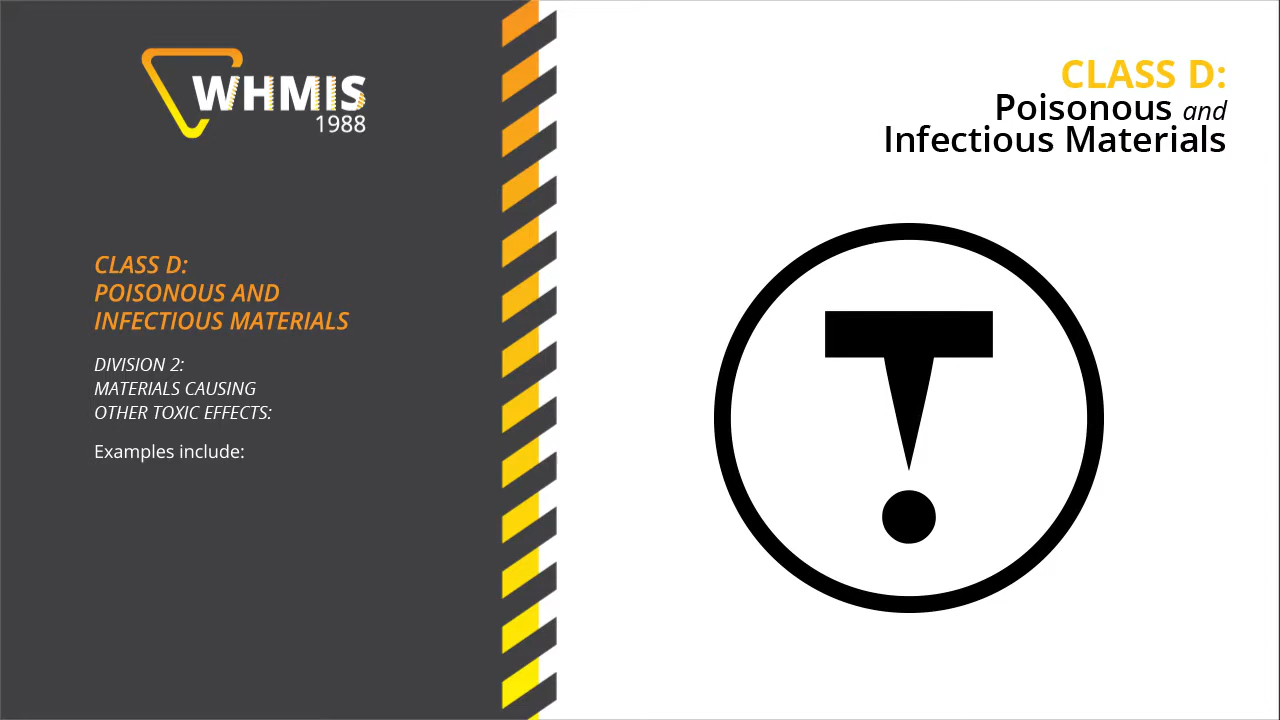 WHMIS
1988
CLASS D:
POISONOUS AND
INFECTIOUS MATERIALS
DIVISION 2:
MATERIALS CAUSING
OTHER TOXIC EFFECTS:
Examples include:
CLASS D:
Poisonous and
Infectious Materials